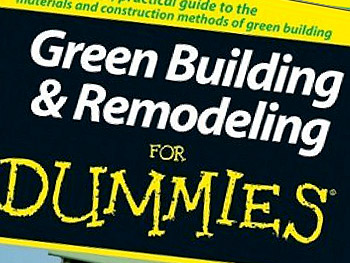 practical guide to the
materials and construction methods of green building
Green Building
& Remodeling
FOR
DUMMIES®